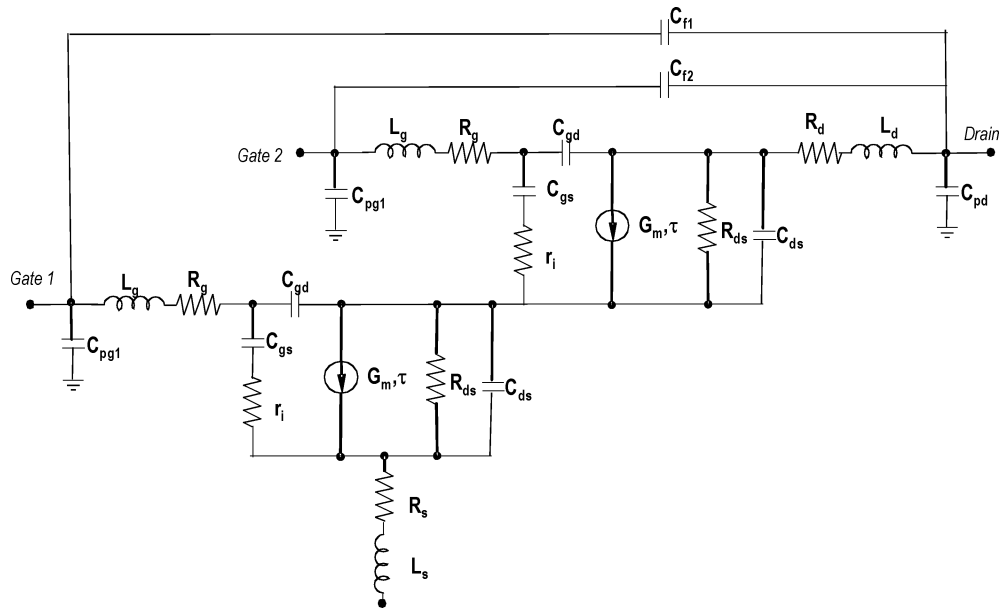 Cf1
Cf2
Lg Rg Cgd Rd Ld Drain
Gate 2
Cpg1 Cgs Gm,τ Rds Cds Cpd
ri
Gate 1 Lg Rg Cgd
Cpg1 Cgs Gm,τ Rds Cds
ri
Rs
Ls